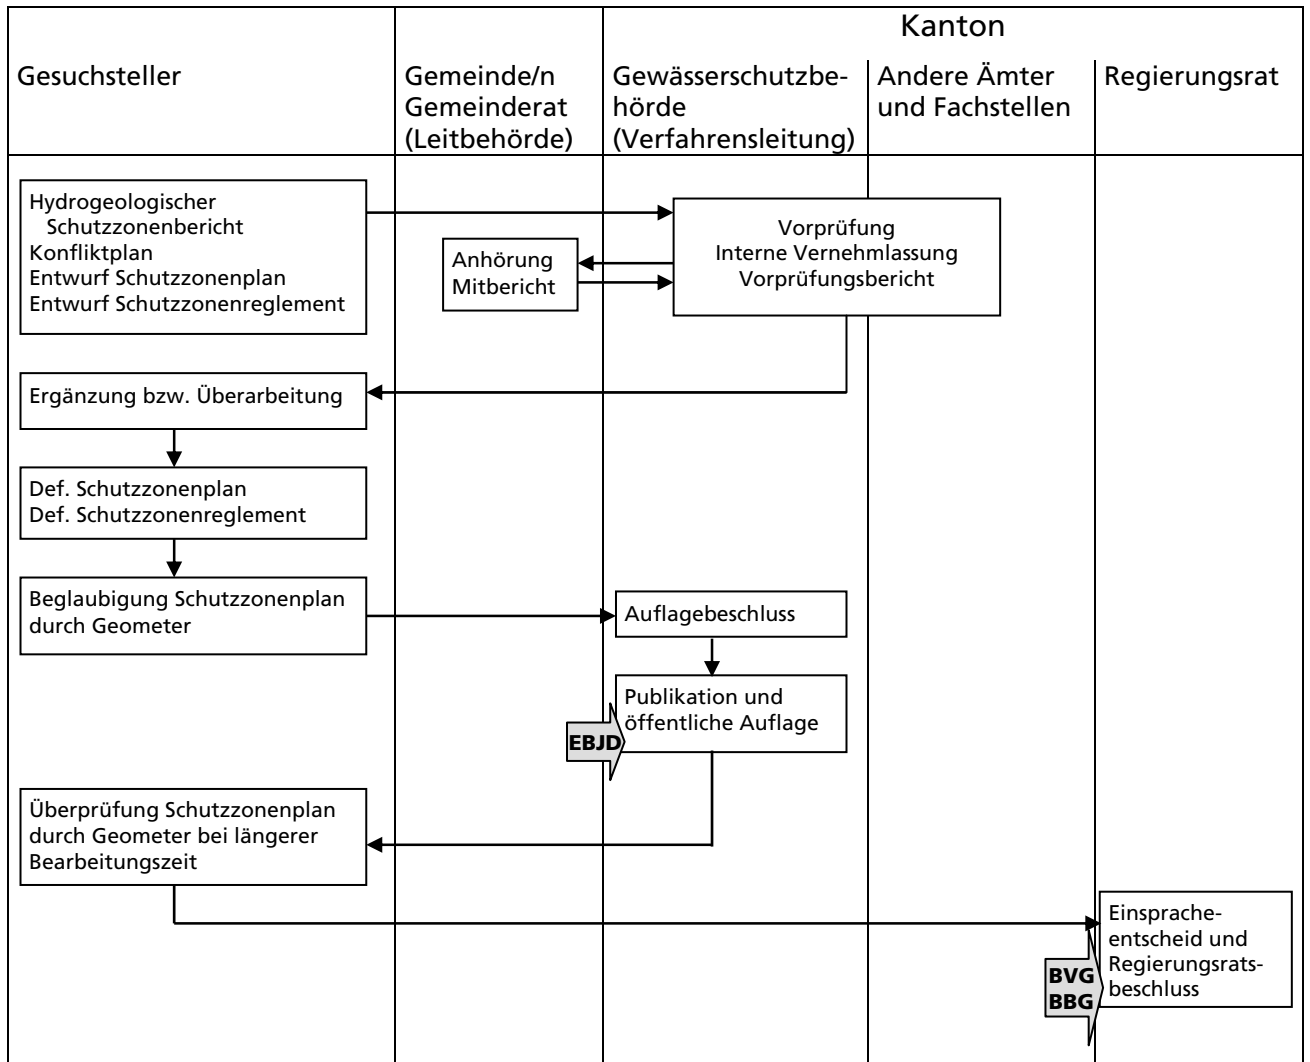 Kanton
Gesuchsteller
Gemeinde/n
Gemeinderat
(Leitbehörde)
Gewässerschutzbe-
hörde
(Verfahrensleitung)
Andere Ämter
und Fachstellen
Regierungsrat
Hydrogeologischer
Schutzzonenbericht
Konfliktplan
Entwurf Schutzzonenplan
Entwurf Schutzzonenreglement
Anhörung
Mitbericht
Vorprüfung
Interne Vernehmlassung
Vorprüfungsbericht
Ergänzung bzw. Überarbeitung
Def. Schutzzonenplan
Def. Schutzzonenreglement
Beglaubigung Schutzzonenplan
durch Geometer
Auflagebeschluss
Publikation und
öffentliche Auflage
EBJD
Überprüfung Schutzzonenplan
durch Geometer bei längerer
Bearbeitungszeit
Einsprache-
entscheid und
Regierungsrats-
beschluss
BVG
BBG